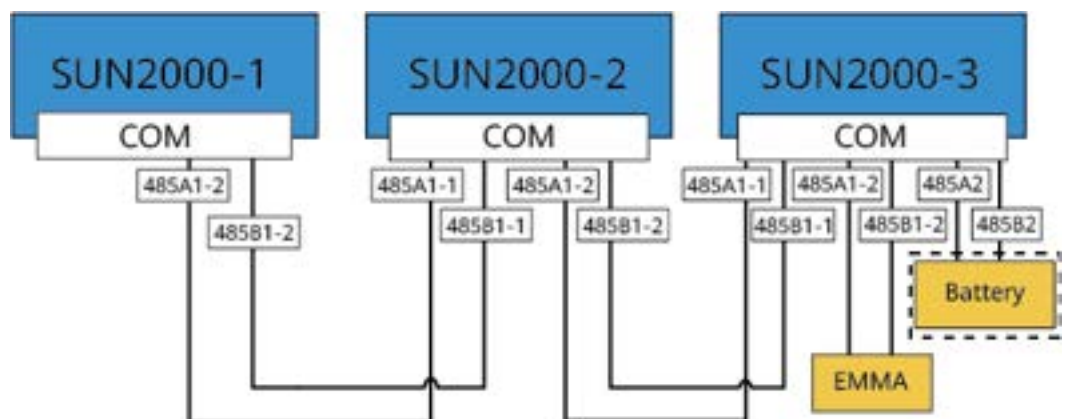 SUN2000-1
SUN2000-2
SUN2000-3
COM
COM
COM
485A1-2
485A1-1
485A1-2
485A1-1
485A1-2
485A2
485B1-2
485B1-1
485B1-2
485B1-1
485B1-2
485B2
Battery
EMMA